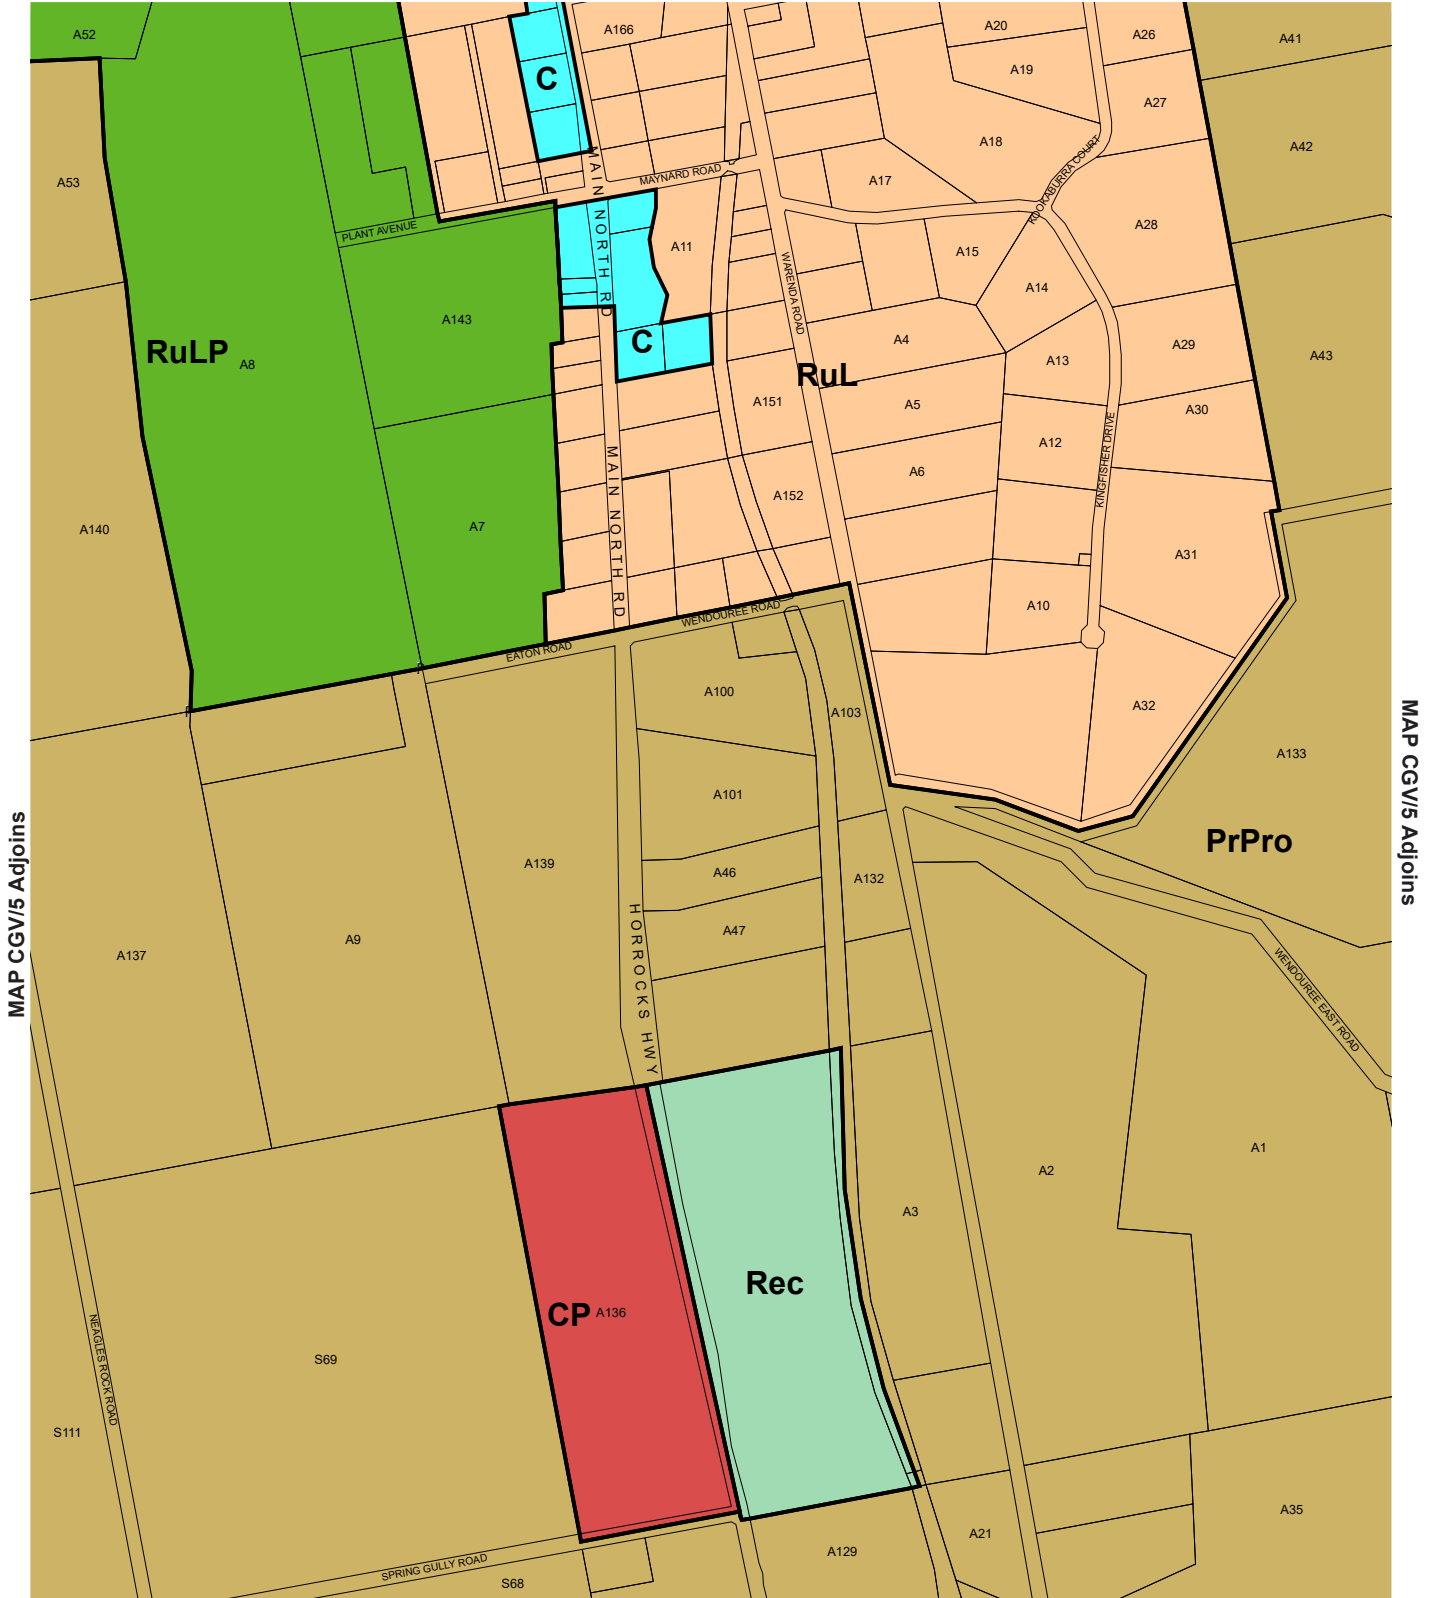 A52
A166
A20
A26
A41
A19
C
A27
A18
A42
MAIN NORTH RD
KOOKABURRA COURT
A53
MAYNARD ROAD
A17
PLANT AVENUE
A11
A15
A28
WARENDA ROAD
A14
A143
RuLP
A8
C
A4
RuL
A13
A29
A43
A151
A5
A30
A12
KINGFISHER DRIVE
A140
A7
MAIN NORTH RD
A6
A152
A31
A10
WENDOUREE ROAD
EATON ROAD
A100
A103
A32
MAP CGV/5 Adjoins
A133
A101
PrPro
MAP CGV/5 Adjoins
A139
A46
A132
A9
A47
A137
HORROCKS HWY
WENDOUREE EAST ROAD
A1
A2
A3
Rec
CP
A136
S69
NEAGLES ROCK ROAD
S111
A35
A21
A129
SPRING GULLY ROAD
S68